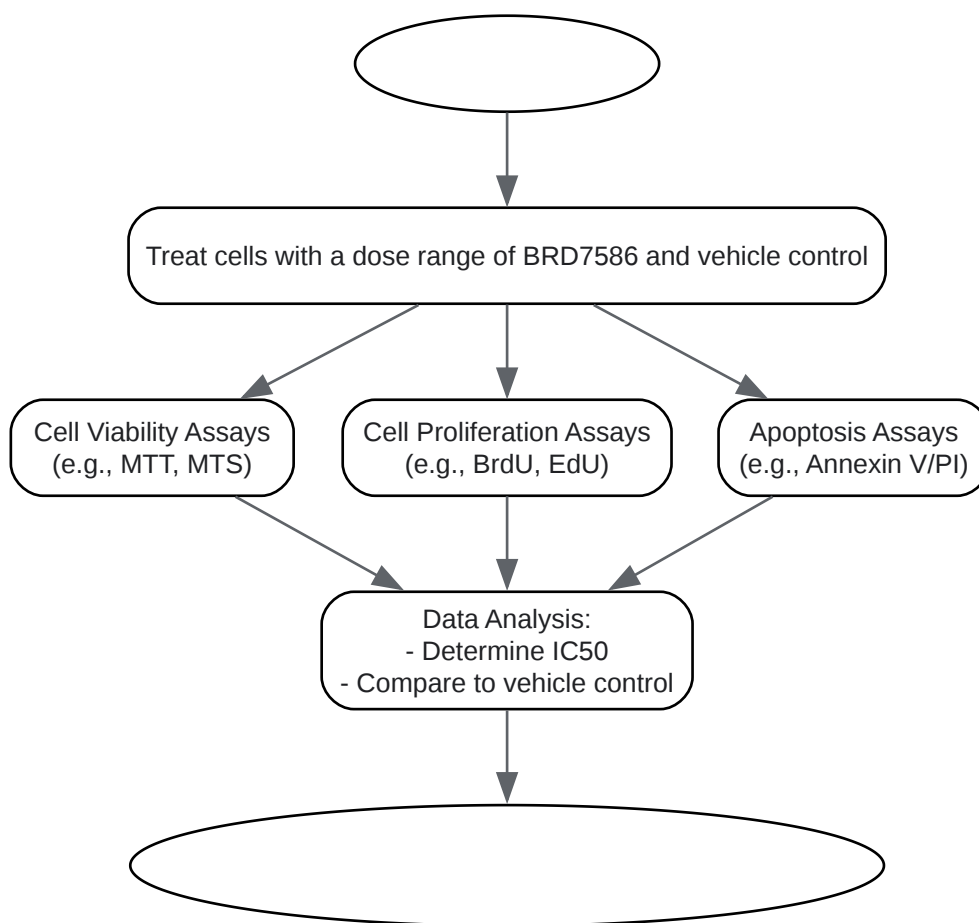 Treat cells with a dose range of BRD7586 and vehicle control
Cell Viability Assays
(e.g., MTT, MTS)
Cell Proliferation Assays
(e.g., BrdU, EdU)
Apoptosis Assays
(e.g., Annexin V/PI)
Data Analysis:
- Determine IC50
- Compare to vehicle control